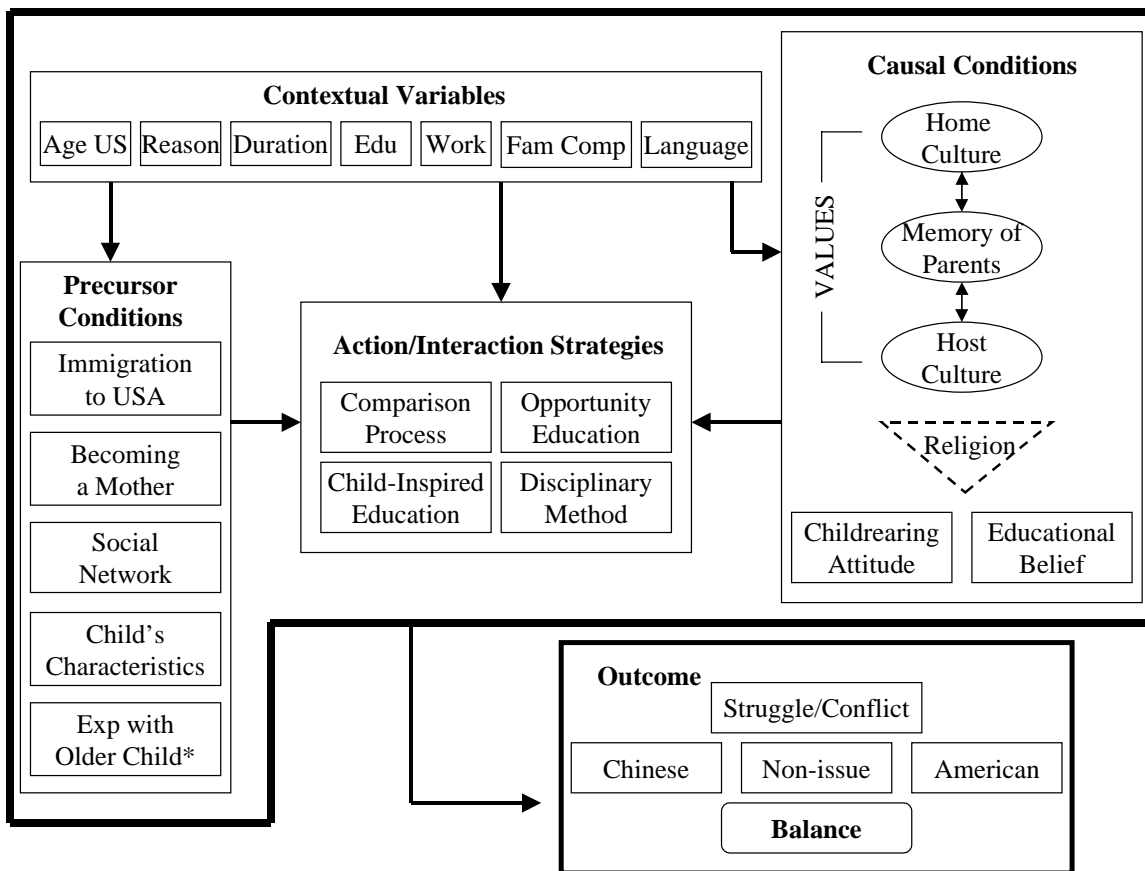 Contextual Variables
Age US
Reason
Duration
Edu
Work
Fam Comp
Language
Precursor
Conditions
Immigration
to USA
Becoming
a Mother
Social
Network
Child’s
Characteristics
Exp with
Older Child*
Action/Interaction Strategies
Comparison
Process
Opportunity
Education
Child-Inspired
Education
Disciplinary
Method
Causal Conditions
VALUES
Home
Culture
Memory of
Parents
Host
Culture
Religion
Childrearing
Attitude
Educational
Belief
Outcome
Struggle/Conflict
Chinese
Non-issue
American
Balance